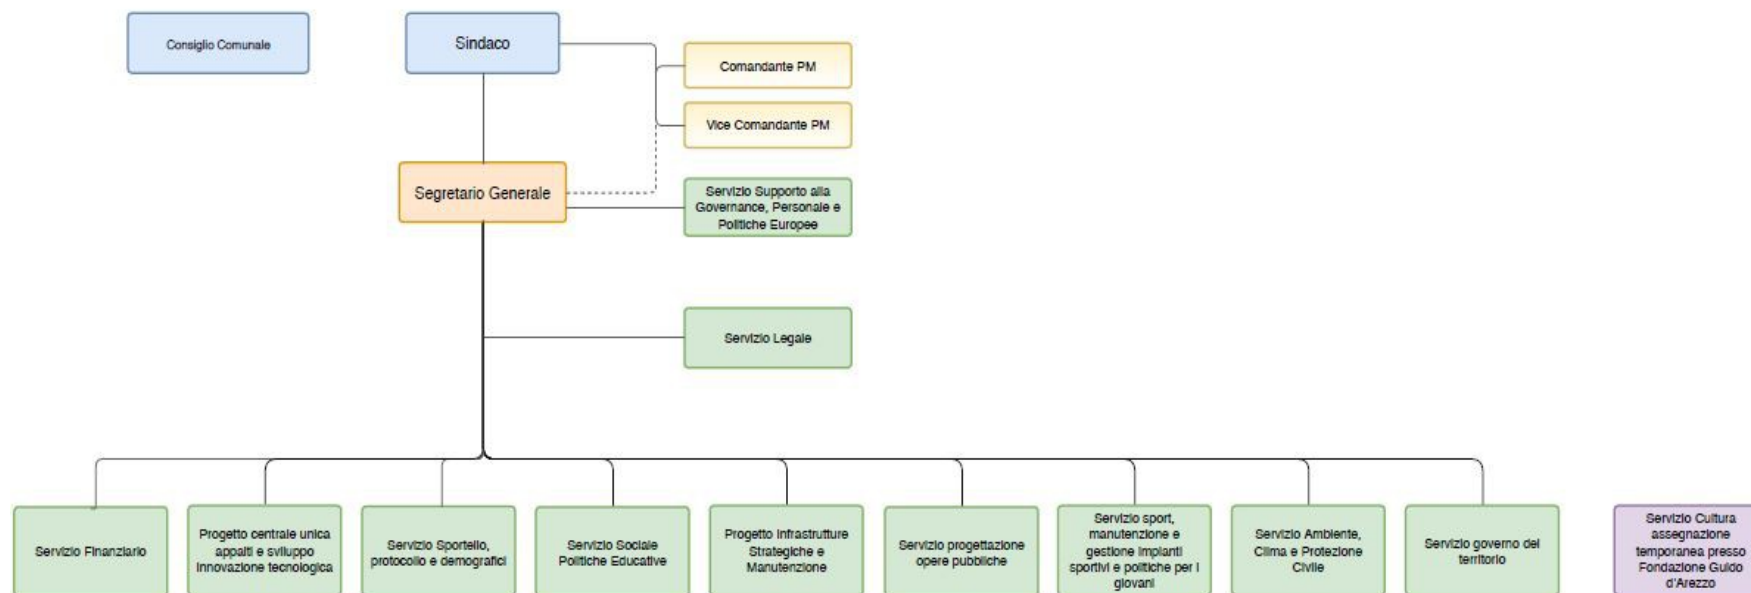 Consiglio Comunale
Sindaco
Comandante PM
Vice Comandante PM
Segretario Generale
Servizio Supporto alla
Governance, Personale e
Politiche Europee
Servizio Legale
Servizio Finanziario
Progetto centrale unica
appalti e sviluppo
innovazione tecnologica
Servizio Sportello,
protocollo e demografici
Servizio Sociale
Politiche Educative
Progetto Infrastrutture
Strategiche e
Manutenzione
Servizio progettazione
opere pubbliche
Servizio sport,
manutenzione e
gestione impianti
sportivi e politiche per i
giovani
Servizio Ambiente,
Clima e Protezione
Civile
Servizio governo del
territorio
Servizio Cultura
assegnazione
temporanea presso
Fondazione Guido
d'Arezzo